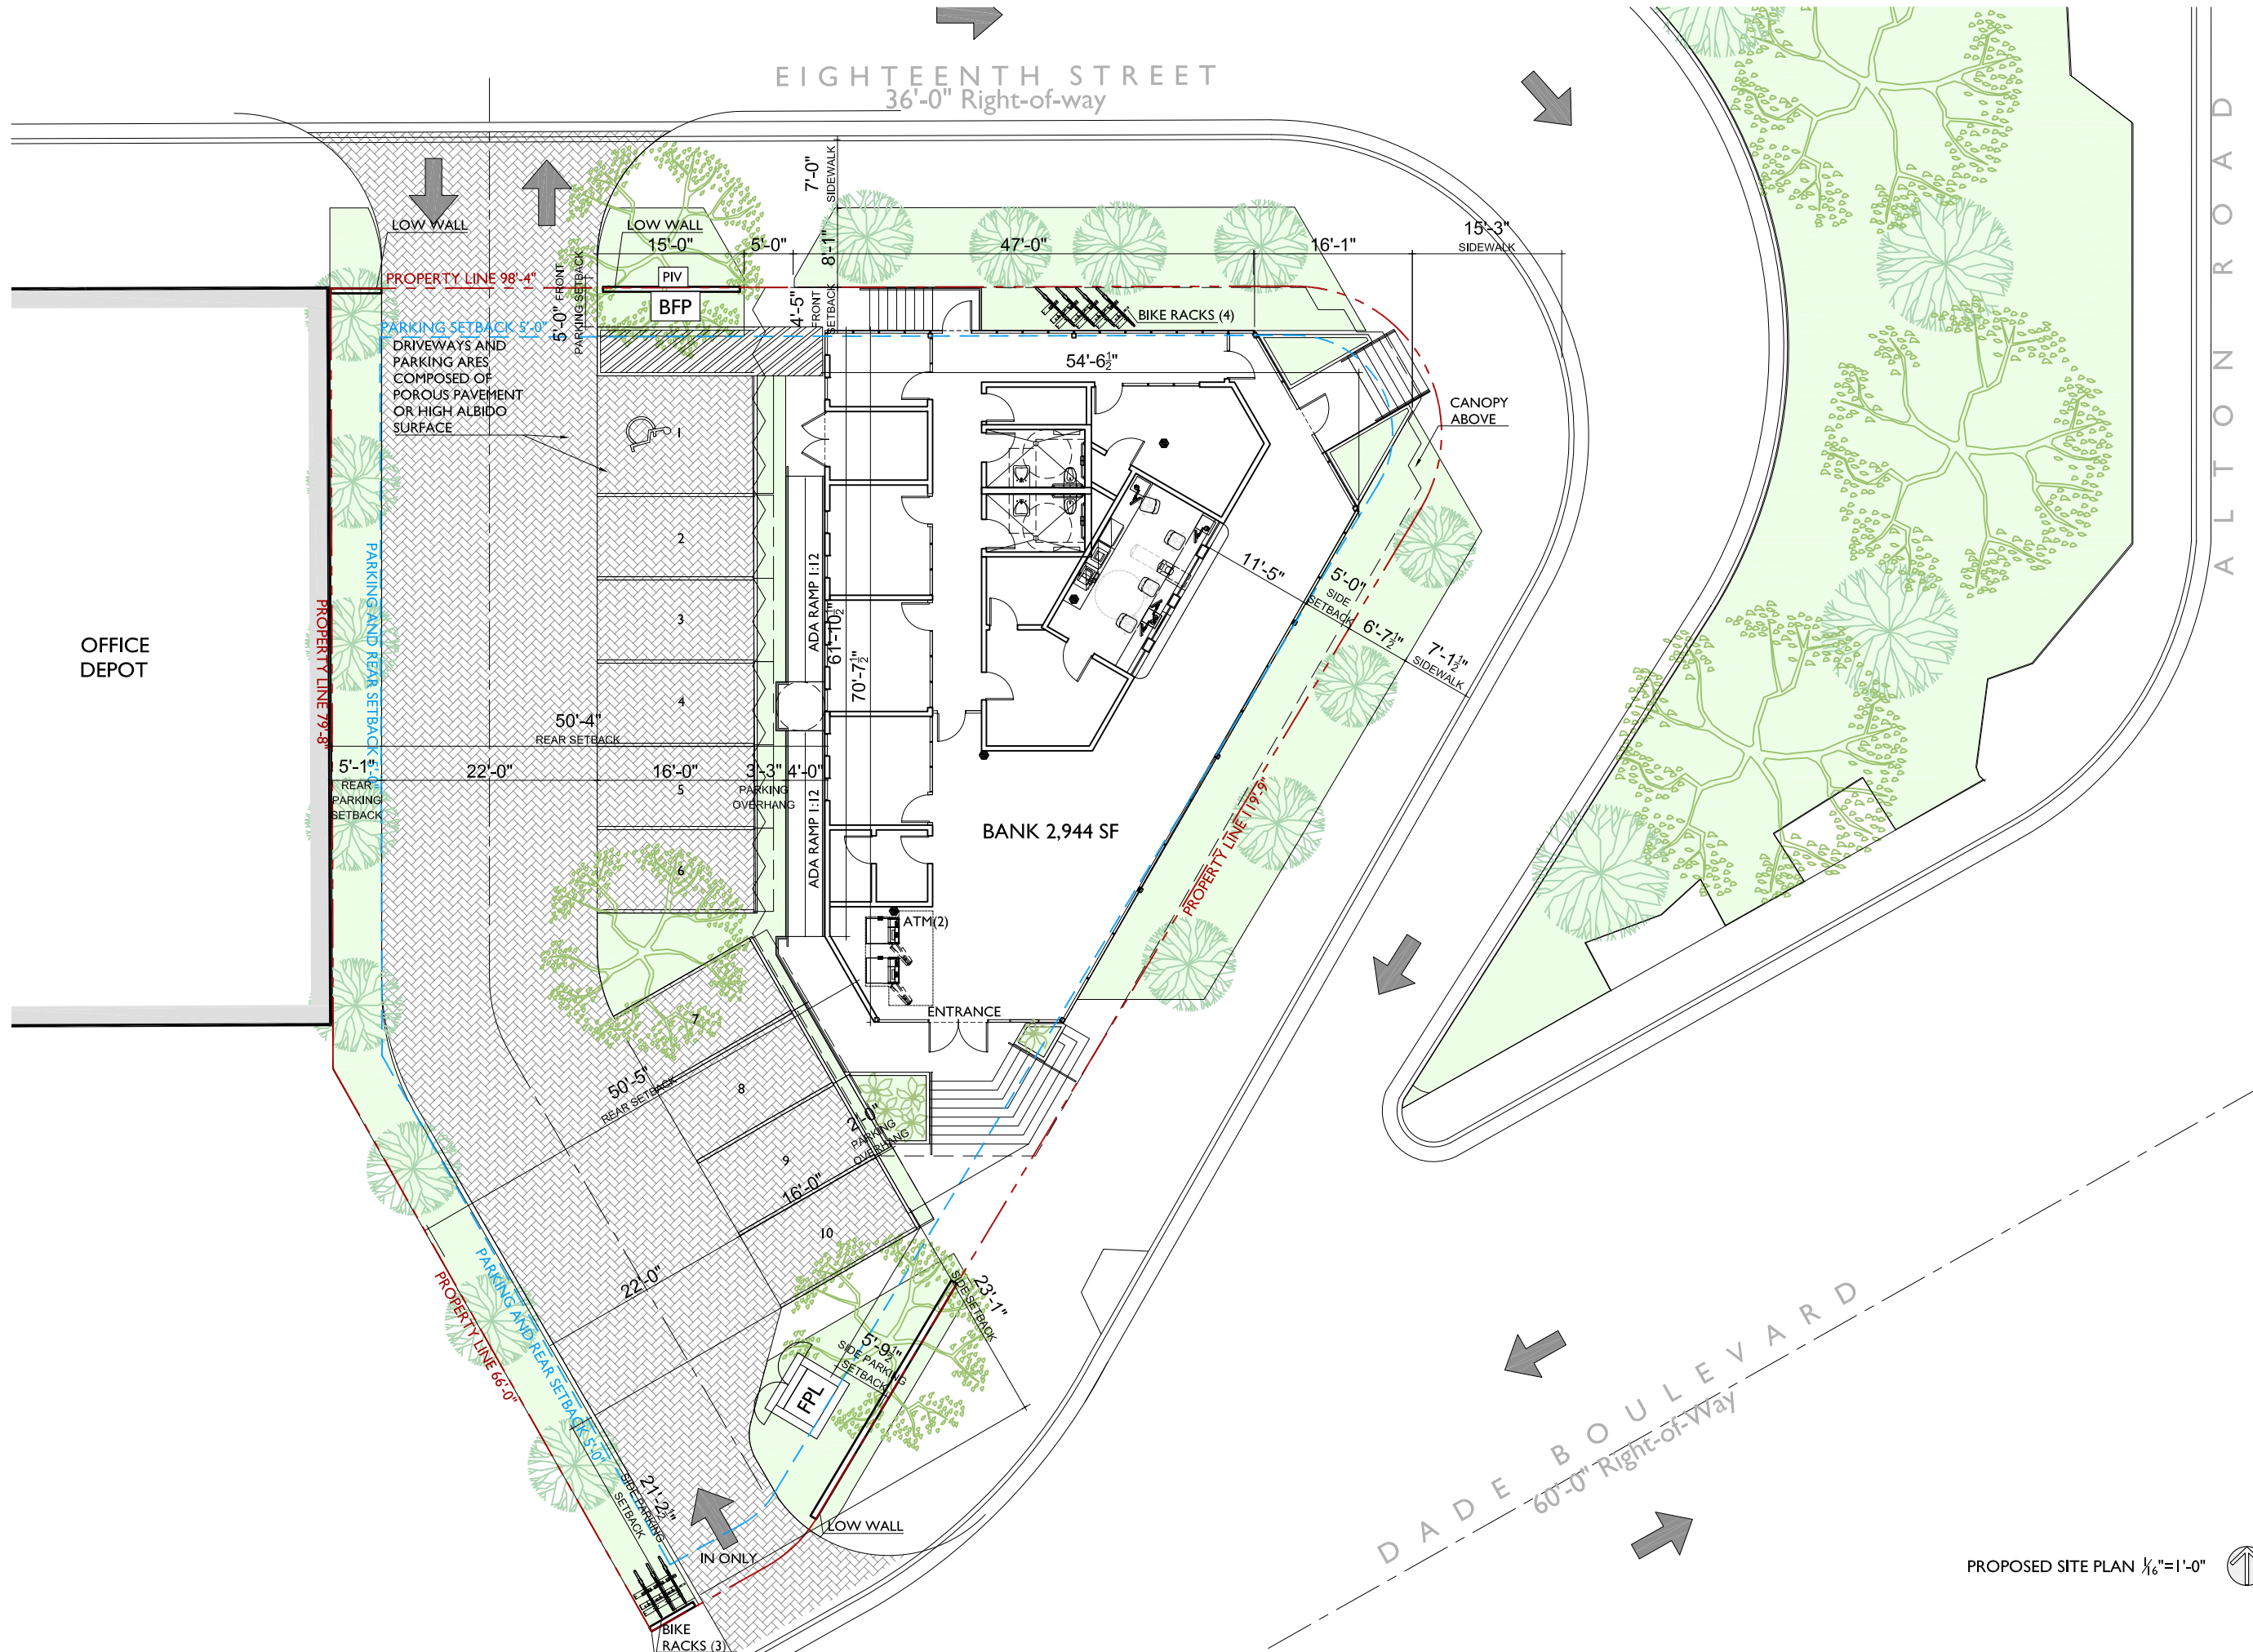 EIGHTEENTH STREET
36'-0" Right-of-way
ALTON ROAD
7'-0"
SIDEWALK
LOW WALL
LOW WALL
15'-0"
5'-0"
8'-1"
47'-0"
16'-1"
15'-3"
SIDEWALK
PROPERTY LINE 98'-4"
PIV
BFP
5'-0" FRONT
PARKING SETBACK
4'-5"
FRONT
SETBACK
BIKE RACKS (4)
PARKING SETBACK 5'-0"
DRIVEWAYS AND
PARKING ARES
COMPOSED OF
POROUS PAVEMENT
OR HIGH ALBIDO
SURFACE
54'-6½"
CANOPY
ABOVE
1
2
3
4
5
6
7
8
9
10
OFFICE
DEPOT
PROPERTY LINE 79'-8"
PARKING AND REAR SETBACK 5'-0"
ADA RAMP 1:12
61'-10½"
70'-7½"
11'-5"
5'-0"
SIDE
SETBACK
6'-7½"
7'-1½"
SIDEWALK
50'-4"
REAR SETBACK
5'-1"
REAR
PARKING
SETBACK
22'-0"
16'-0"
3'-3"
PARKING
OVERHANG
4'-0"
ADA RAMP 1:12
BANK 2,944 SF
PROPERTY LINE 119'-9"
ATM(2)
ENTRANCE
50'-5"
REAR SETBACK
2'-0"
PARKING
OVERHANG
16'-0"
22'-0"
PROPERTY LINE 66'-0"
PARKING AND REAR SETBACK 5'-0"
23'-1"
SIDE SETBACK
5'-9½"
SIDE PARKING
SETBACK
FPL
21'-2½"
SIDE PARKING
SETBACK
LOW WALL
IN ONLY
BIKE
RACKS (3)
DADE BOULEVARD
60'-0" Right-of-Way
PROPOSED SITE PLAN 1/16"=1'-0"